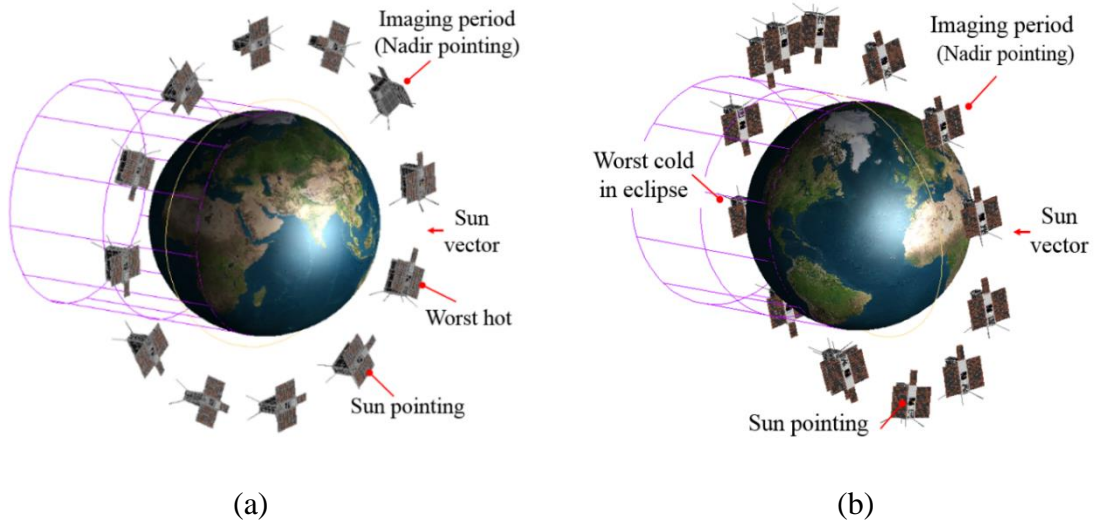 Imaging period
(Nadir pointing)
Sun
vector
Worst hot
Sun pointing
(a)
Imaging period
(Nadir pointing)
Worst cold
in eclipse
Sun
vector
Sun pointing
(b)